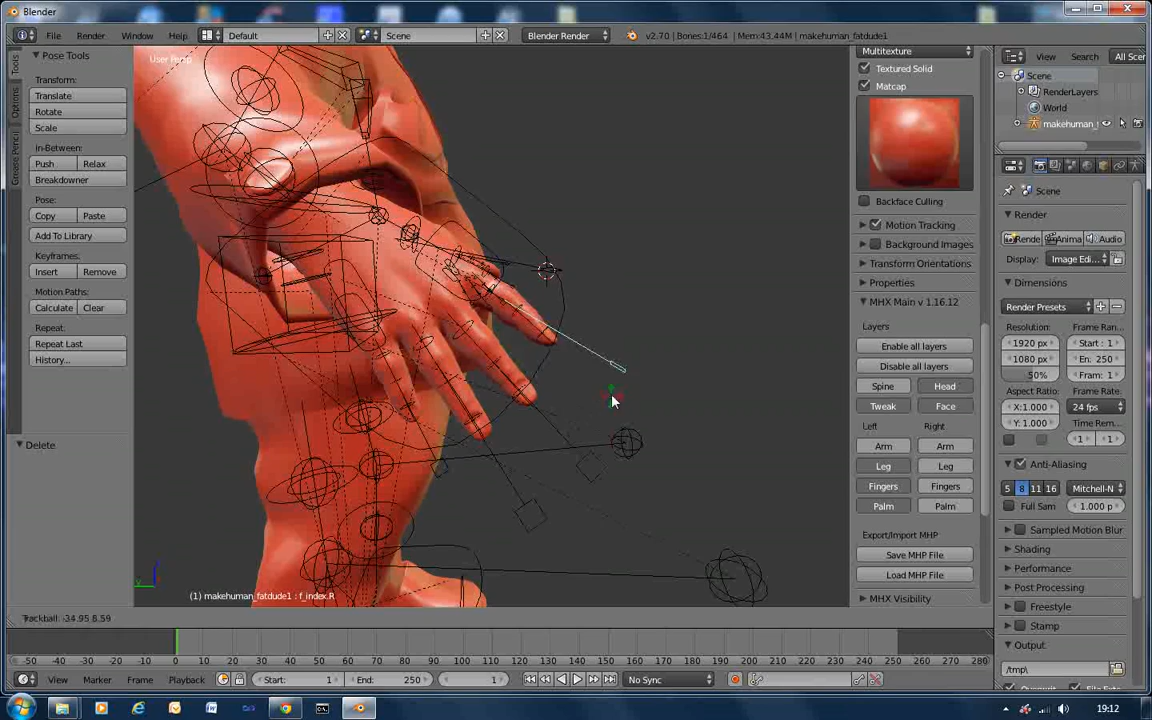 Blender
File Render Window Help Default Scene Blender Render v2.70 | Bones:1/464 | Mem:43.44M | makehuman_fatdude1
Pose Tools
Transform:
Translate
Rotate
Scale
In-Between:
Push Relax
Breakdowner
Pose:
Copy Paste
Add To Library
Keyframes:
Insert Remove
Motion Paths:
Calculate Clear
Repeat:
Repeat Last
History...
Delete
Tools
Options
Grease Pencil
User Persp
(1) makehuman_fatdude1 : f_index.R
Trackball: -34.95 8.59
Multitexture
Textured Solid
Matcap
Backface Culling
Motion Tracking
Background Images
Transform Orientations
Properties
MHX Main v 1.16.12
Layers
Enable all layers
Disable all layers
Spine Head
Tweak Face
Left Right
Arm Arm
Leg Leg
Fingers Fingers
Palm Palm
Export/Import MHP
Save MHP File
Load MHP File
MHX Visibility
View Search All Scer
Scene
RenderLayers
World
makehuman_
Scene
Render
Rende Anima Audio
Display: Image Edi...
Dimensions
Render Presets
Resolution: Frame Ran...
1920 px Start: 1
1080 px En: 250
50% Fram: 1
Aspect Ratio: Frame Rate:
X:1.000 24 fps
Y: 1.000 Time Rem...
1 1
Anti-Aliasing
5 8 11 16 Mitchell-N
Full Sam 1.000 p
Sampled Motion Blur
Shading
Performance
Post Processing
Freestyle
Stamp
Output
/tmp\
-50 -40 -30 -20 -10 0 10 20 30 40 50 60 70 80 90 100 110 120 130 140 150 160 170 180 190 200 210 220 230 240 250 260 270 280
View Marker Frame Playback Start: 1 End: 250 1 No Sync
19:12